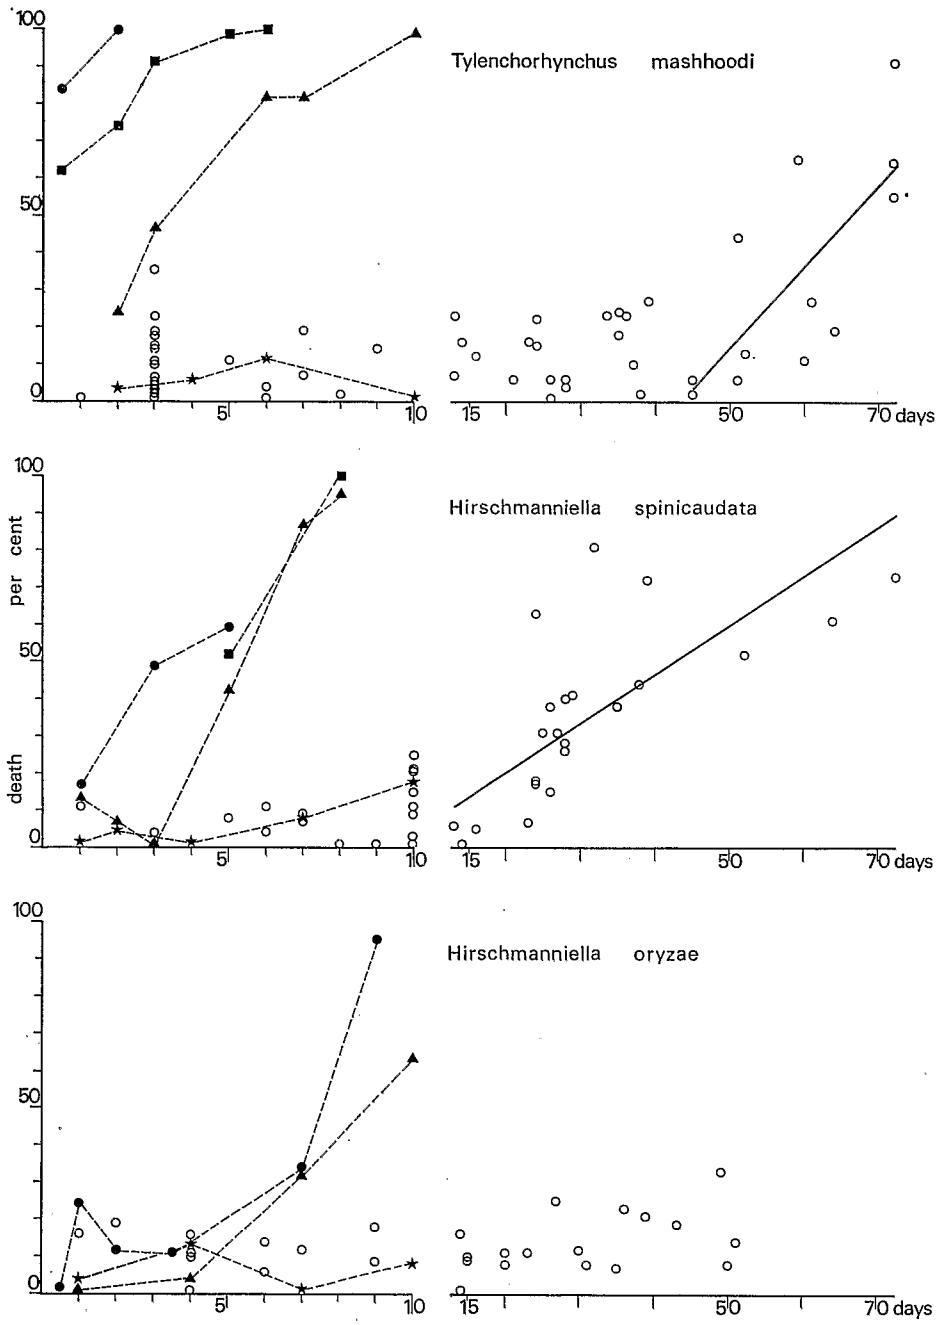 100
Tylenchorhynchus mashhoodi
50
0
5 10 15 50 70 days
100
Hirschmanniella spinicaudata
death per cent
50
0
5 10 15 50 70 days
100
Hirschmanniella oryzae
50
0
5 10 15 50 70 days